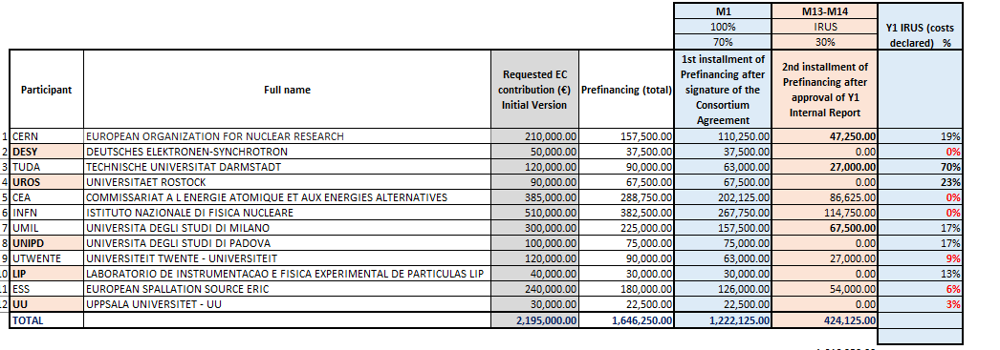 M1 M13-M14
100% IRUS Y1 IRUS (costs declared) %
70% 30%
Participant Full name Requested EC contribution (€) Initial Version Prefinancing (total) 1st installment of Prefinancing after signature of the Consortium Agreement 2nd installment of Prefinancing after approval of Y1 Internal Report
1 CERN EUROPEAN ORGANIZATION FOR NUCLEAR RESEARCH 210,000.00 157,500.00 110,250.00 47,250.00 19%
2 DESY DEUTSCHES ELEKTRONEN-SYNCHROTRON 50,000.00 37,500.00 37,500.00 0.00 0%
3 TUDA TECHNISCHE UNIVERSITAT DARMSTADT 120,000.00 90,000.00 63,000.00 27,000.00 70%
4 UROS UNIVERSITAET ROSTOCK 90,000.00 67,500.00 67,500.00 0.00 23%
5 CEA COMMISSARIAT A L ENERGIE ATOMIQUE ET AUX ENERGIES ALTERNATIVES 385,000.00 288,750.00 202,125.00 86,625.00 0%
6 INFN ISTITUTO NAZIONALE DI FISICA NUCLEARE 510,000.00 382,500.00 267,750.00 114,750.00 0%
7 UMIL UNIVERSITA DEGLI STUDI DI MILANO 300,000.00 225,000.00 157,500.00 67,500.00 17%
8 UNIPD UNIVERSITA DEGLI STUDI DI PADOVA 100,000.00 75,000.00 75,000.00 0.00 17%
9 UTWENTE UNIVERSITEIT TWENTE - UNIVERSITEIT 120,000.00 90,000.00 63,000.00 27,000.00 9%
0 LIP LABORATORIO DE INSTRUMENTACAO E FISICA EXPERIMENTAL DE PARTICULAS LIP 40,000.00 30,000.00 30,000.00 0.00 13%
1 ESS EUROPEAN SPALLATION SOURCE ERIC 240,000.00 180,000.00 126,000.00 54,000.00 6%
2 UU UPPSALA UNIVERSITET - UU 30,000.00 22,500.00 22,500.00 0.00 3%
TOTAL 2,195,000.00 1,646,250.00 1,222,125.00 424,125.00